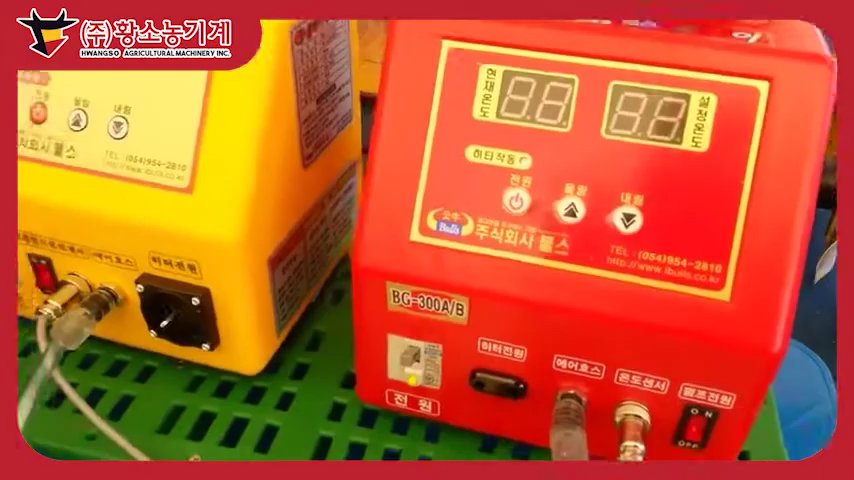 (주)황소농기계
HWANGSO AGRICULTURAL MACHINERY INC.
전원
올림
내림
주식회사 불스
TEL : (054)954-2810
http://www.ibulls.co.kr
에어호스
히터전원
현재온도
88
88
설정온도
히타작동
전원
올림
내림
Bulls
주식회사 불스
TEL : (054)954-2810
http://www.ibulls.co.kr
BG-300A/B
전 원
히터전원
에어호스
온도센서
펌프전원
ON
OFF